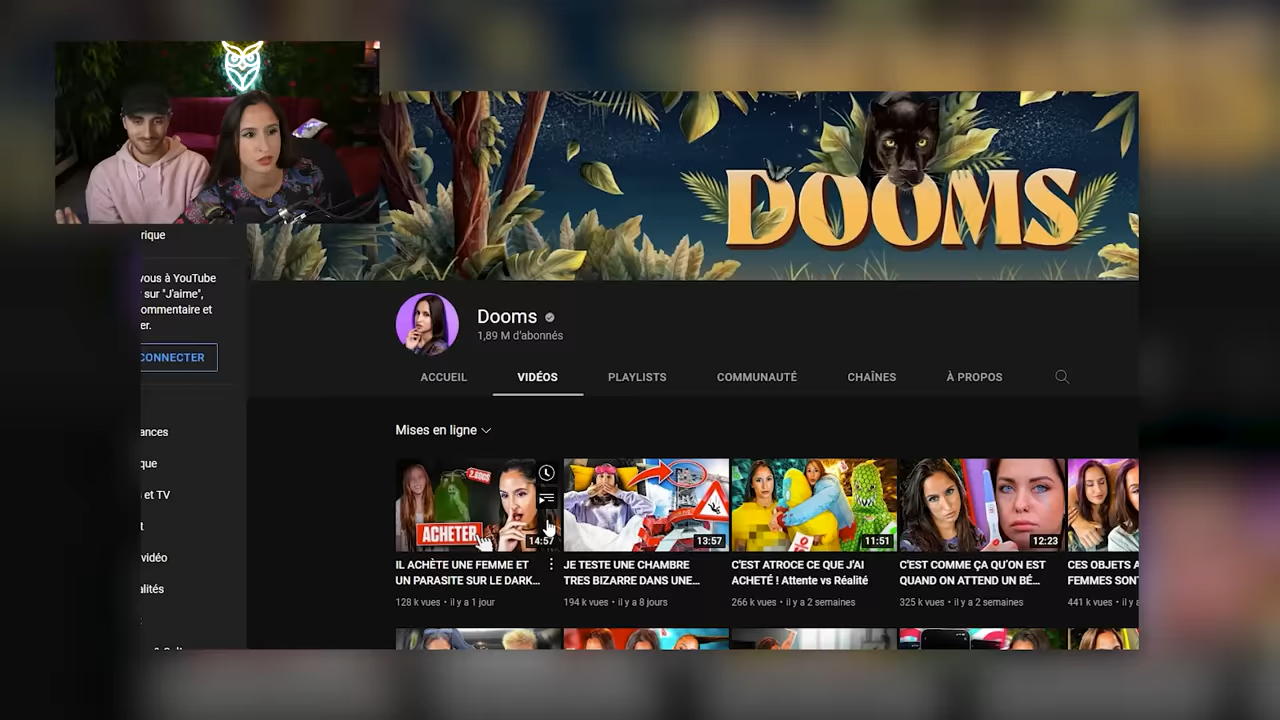 DOOMS
rique
vous à YouTube
sur "J'aime",
ommentaire et
er.
CONNECTER
Dooms
1,89 M d'abonnés
ACCUEIL
VIDÉOS
PLAYLISTS
COMMUNAUTÉ
CHAÎNES
À PROPOS
Mises en ligne
ances
que
et TV
t
vidéo
alités
2.600$
ACHETER
14:57
13:57
11:51
12:23
IL ACHÈTE UNE FEMME ET
UN PARASITE SUR LE DARK...
128 k vues • il y a 1 jour
JE TESTE UNE CHAMBRE
TRES BIZARRE DANS UNE...
194 k vues • il y a 8 jours
C'EST ATROCE CE QUE J'AI
ACHETÉ ! Attente vs Réalité
266 k vues • il y a 2 semaines
C'EST COMME ÇA QU'ON EST
QUAND ON ATTEND UN BÉ...
325 k vues • il y a 2 semaines
CES OBJETS A
FEMMES SON
441 k vues • il y a